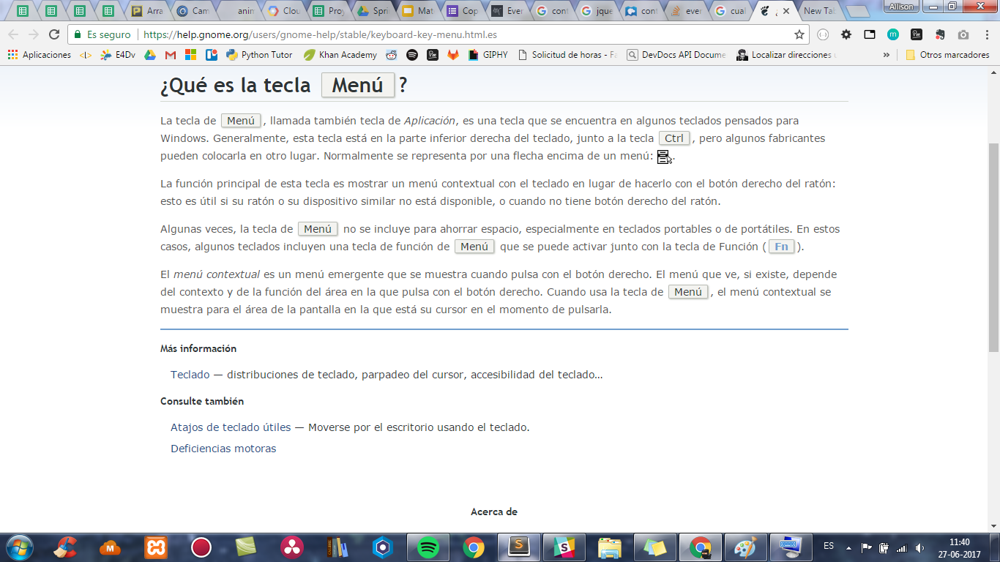 Arra
Cam
anim
Clou
Pro
Spri
Mat
Cop
Ever
cont
jque
cont
ever
cual
¿
New Tab
Allison
Es seguro
https://help.gnome.org/users/gnome-help/stable/keyboard-key-menu.html.es
Aplicaciones
E4Dv
Python Tutor
Khan Academy
GIPHY
Solicitud de horas - Fa
DevDocs API Docume
Localizar direcciones
»
Otros marcadores
¿Qué es la tecla Menú ?
La tecla de Menú , llamada también tecla de Aplicación, es una tecla que se encuentra en algunos teclados pensados para
Windows. Generalmente, esta tecla está en la parte inferior derecha del teclado, junto a la tecla Ctrl , pero algunos fabricantes
pueden colocarla en otro lugar. Normalmente se representa por una flecha encima de un menú: .
La función principal de esta tecla es mostrar un menú contextual con el teclado en lugar de hacerlo con el botón derecho del ratón:
esto es útil si su ratón o su dispositivo similar no está disponible, o cuando no tiene botón derecho del ratón.
Algunas veces, la tecla de Menú no se incluye para ahorrar espacio, especialmente en teclados portables o de portátiles. En estos
casos, algunos teclados incluyen una tecla de función de Menú que se puede activar junto con la tecla de Función ( Fn ).
El menú contextual es un menú emergente que se muestra cuando pulsa con el botón derecho. El menú que ve, si existe, depende
del contexto y de la función del área en la que pulsa con el botón derecho. Cuando usa la tecla de Menú , el menú contextual se
muestra para el área de la pantalla en la que está su cursor en el momento de pulsarla.
Más información
Teclado — distribuciones de teclado, parpadeo del cursor, accesibilidad del teclado…
Consulte también
Atajos de teclado útiles — Moverse por el escritorio usando el teclado.
Deficiencias motoras
Acerca de
ES
11:40
27-06-2017